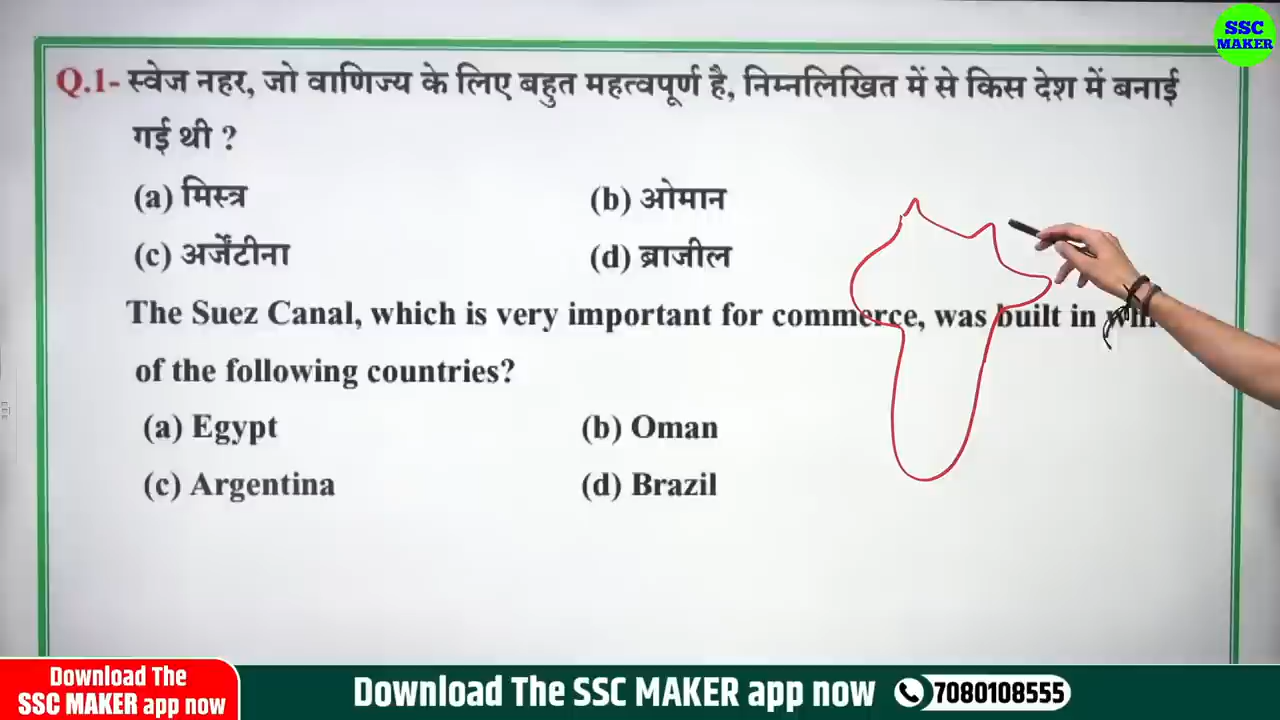 SSC
MAKER
Q.1- स्वेज नहर, जो वाणिज्य के लिए बहुत महत्वपूर्ण है, निम्नलिखित में से किस देश में बनाई
गई थी ?
(a) मिस्त्र (b) ओमान
(c) अर्जेंटीना (d) ब्राजील
The Suez Canal, which is very important for commerce, was built in
of the following countries?
(a) Egypt (b) Oman
(c) Argentina (d) Brazil
Download The
SSC MAKER app now
Download The SSC MAKER app now 7080108555